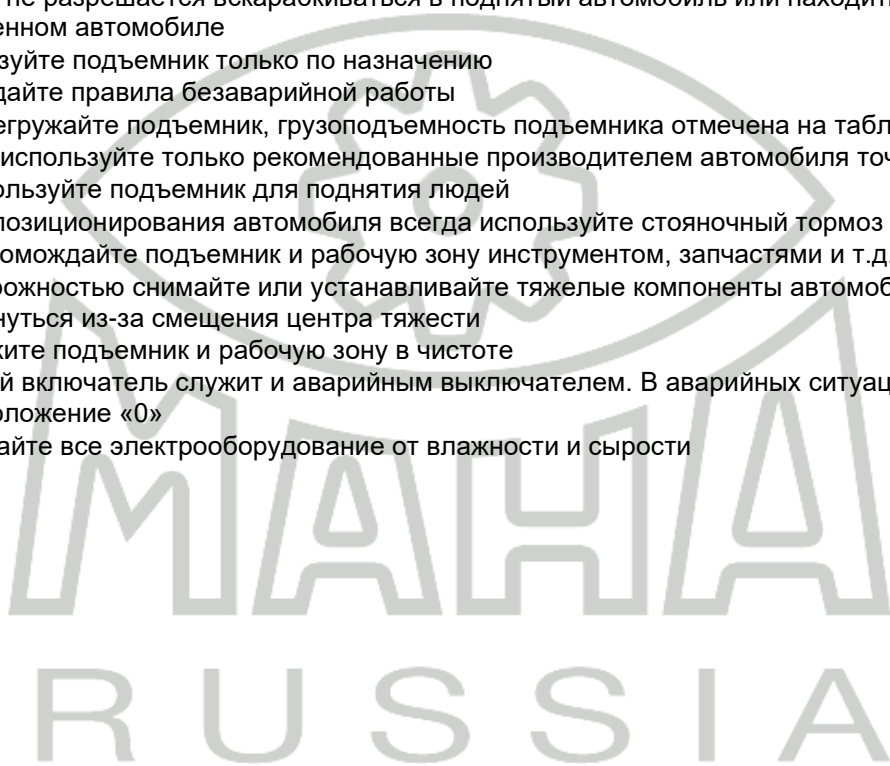 не разрешается вскарабкиваться в поднятый автомобиль или находит
енном автомобиле
зуйте подъемник только по назначению
дайте правила безаварийной работы
егружайте подъемник, грузоподъемность подъемника отмечена на табл
используйте только рекомендованные производителем автомобиля точ
ользуйте подъемник для поднятия людей
позиционирования автомобиля всегда используйте стояночный тормоз
омождайте подъемник и рабочую зону инструментом, запчастями и т.д.
рожностью снимайте или устанавливайте тяжелые компоненты автомоб
нуться из-за смещения центра тяжести
ките подъемник и рабочую зону в чистоте
й включатель служит и аварийным выключателем. В аварийных ситуац
оложение «0»
айте все электрооборудование от влажности и сырости
MAHA
RUSSIA